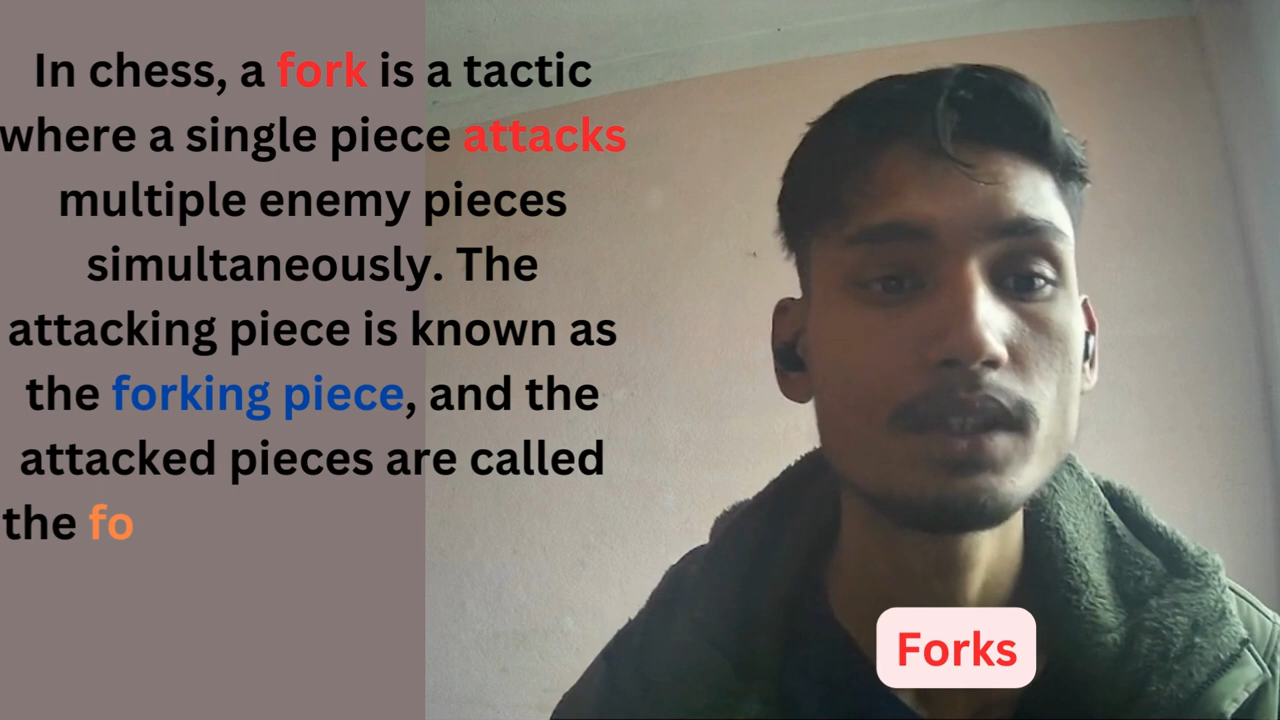 In chess, a fork is a tactic
where a single piece attacks
multiple enemy pieces
simultaneously. The
attacking piece is known as
the forking piece, and the
attacked pieces are called
the fo
Forks